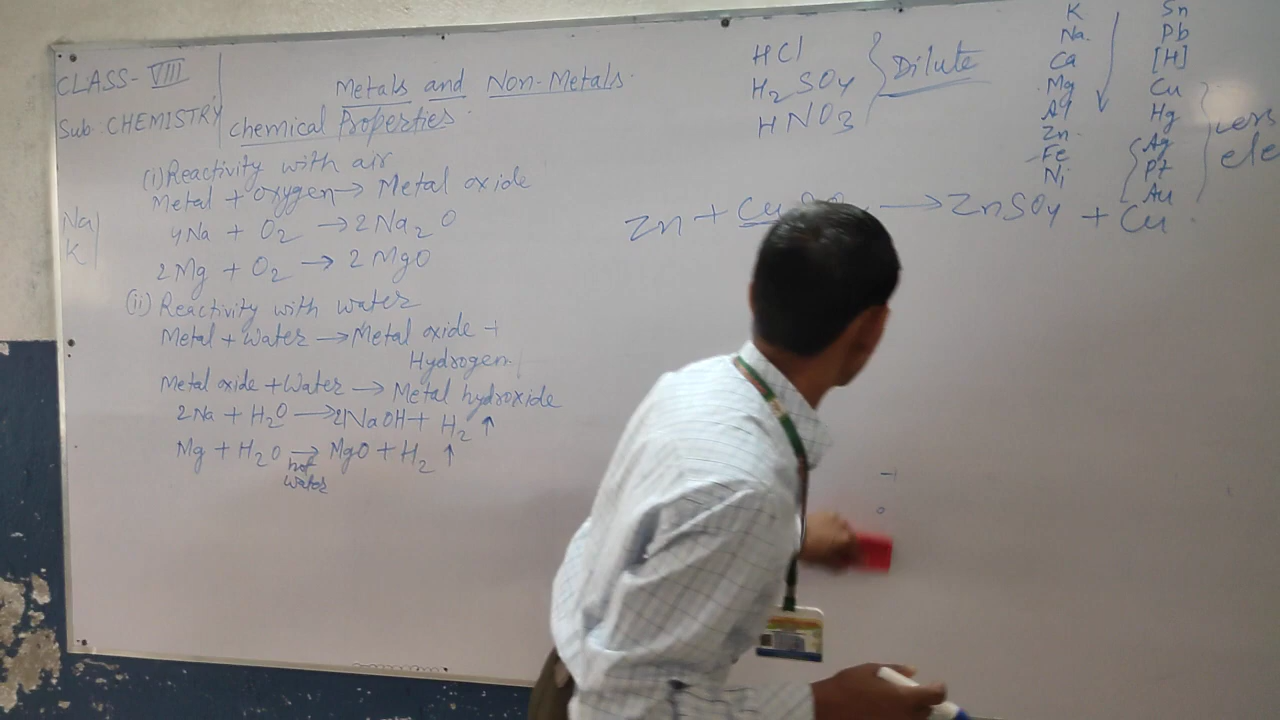 CLASS- VIII
Sub: CHEMISTRY
Metals and Non-Metals
Chemical Properties
(i) Reactivity with air
Metal + oxygen → Metal oxide
4Na + O₂ → 2Na₂O
2Mg + O₂ → 2MgO
Na
K
(ii) Reactivity with water
Metal + Water → Metal oxide +
Hydrogen
Metal oxide + Water → Metal hydroxide
2Na + H₂O → 2NaOH + H₂ ↑
Mg + H₂O → MgO + H₂ ↑
hot
water
HCl
H₂SO₄
HNO₃
Dilute
K
Na
Ca
Mg
Al
Zn
Fe
Ni
Sn
Pb
[H]
Cu
Hg
Ag
Pt
Au
Zn + Cu → ZnSO₄ + Cu